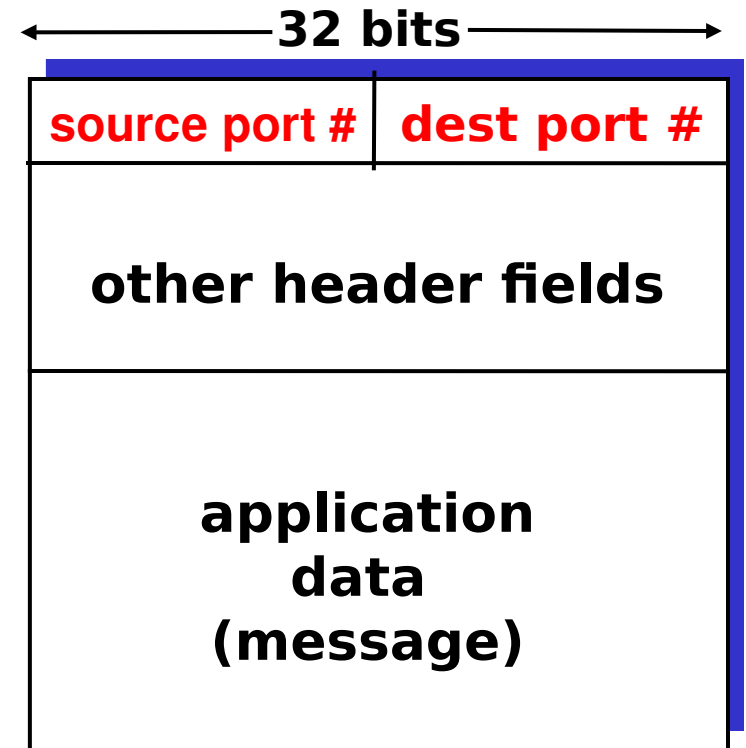 32 bits
source port # dest port #
other header fields
application
data
(message)